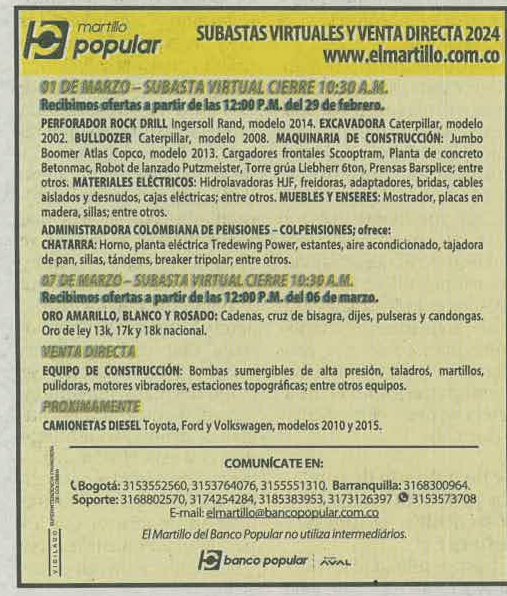 martillo
popular
SUBASTAS VIRTUALES Y VENTA DIRECTA 2024
www.elmartillo.com.co
01 DE MARZO – SUBASTA VIRTUAL CIERRE 10:30 A.M.
Recibimos ofertas a partir de las 12:00 P.M. del 29 de febrero.
PERFORADOR ROCK DRILL Ingersoll Rand, modelo 2014. EXCAVADORA Caterpillar, modelo
2002. BULLDOZER Caterpillar, modelo 2008. MAQUINARIA DE CONSTRUCCIÓN: Jumbo
Boomer Atlas Copco, modelo 2013. Cargadores frontales Scooptram, Planta de concreto
Betonmac, Robot de lanzado Putzmeister, Torre grúa Liebherr 6ton, Prensas Barsplice; entre
otros. MATERIALES ELÉCTRICOS: Hidrolavadoras HJF, freidoras, adaptadores, bridas, cables
aislados y desnudos, cajas eléctricas; entre otros. MUEBLES Y ENSERES: Mostrador, placas en
madera, sillas; entre otros.
ADMINISTRADORA COLOMBIANA DE PENSIONES – COLPENSIONES; ofrece:
CHATARRA: Horno, planta eléctrica Tredewing Power, estantes, aire acondicionado, tajadora
de pan, sillas, tándems, breaker tripolar; entre otros.
07 DE MARZO – SUBASTA VIRTUAL CIERRE 10:30 A.M.
Recibimos ofertas a partir de las 12:00 P.M. del 06 de marzo.
ORO AMARILLO, BLANCO Y ROSADO: Cadenas, cruz de bisagra, dijes, pulseras y candongas.
Oro de ley 13k, 17k y 18k nacional.
VENTA DIRECTA
EQUIPO DE CONSTRUCCIÓN: Bombas sumergibles de alta presión, taladros, martillos,
pulidoras, motores vibradores, estaciones topográficas; entre otros equipos.
PROXIMAMENTE
CAMIONETAS DIESEL Toyota, Ford y Volkswagen, modelos 2010 y 2015.
COMUNÍCATE EN:
Bogotá: 3153552560, 3153764076, 3155551310. Barranquilla: 3168300964.
Soporte: 3168802570, 3174254284, 3185383953, 3173126397 3153573708
E-mail: elmartillo@bancopopular.com.co
El Martillo del Banco Popular no utiliza intermediários.
banco popular AVAL
VIGILADO SUPERINTENDENCIA FINANCIERA
DE COLOMBIA